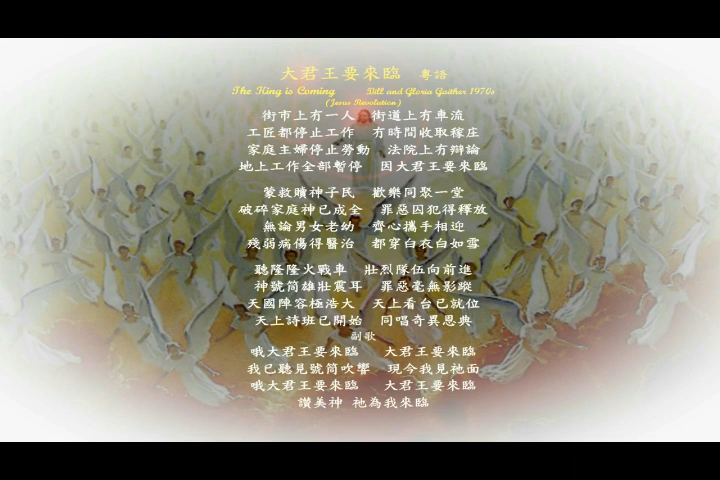 大君王要來臨 粵語
The King is Coming Bill and Gloria Gaither 1970s
(Jesus Revolution)
街市上冇一人 街道上冇車流
工匠都停止工作 冇時間收取稼庄
家庭主婦停止勞動 法院上冇辯論
地上工作全部暫停 因大君王要來臨
蒙救贖神子民 歡樂同聚一堂
破碎家庭神已成全 罪惡囚犯得釋放
無論男女老幼 齊心攜手相迎
殘弱病傷得醫治 都穿白衣白如雪
聽隆隆火戰車 壯烈隊伍向前進
神號筒雄壯震耳 罪惡毫無影蹤
天國陣容極浩大 天上看台已就位
天上詩班已開始 同唱奇異恩典
副歌
哦大君王要來臨 大君王要來臨
我已聽見號筒吹響 現今我見祂面
哦大君王要來臨 大君王要來臨
讚美神 祂為我來臨